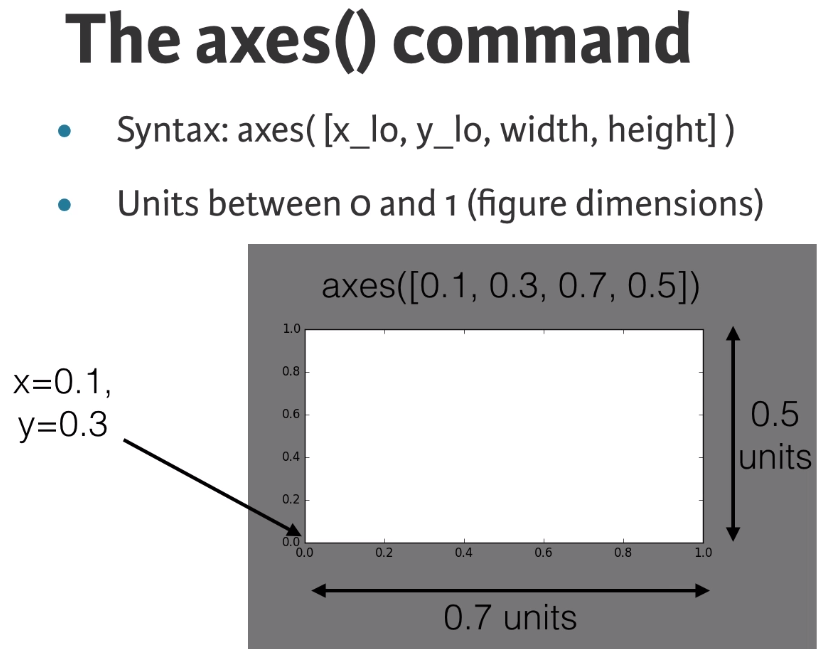 The axes() command
• Syntax: axes( [x_lo, y_lo, width, height] )
• Units between 0 and 1 (figure dimensions)
axes([0.1, 0.3, 0.7, 0.5])
x=0.1,
y=0.3
1.0
0.8
0.6
0.4
0.2
0.0
0.0 0.2 0.4 0.6 0.8 1.0
0.5
units
0.7 units